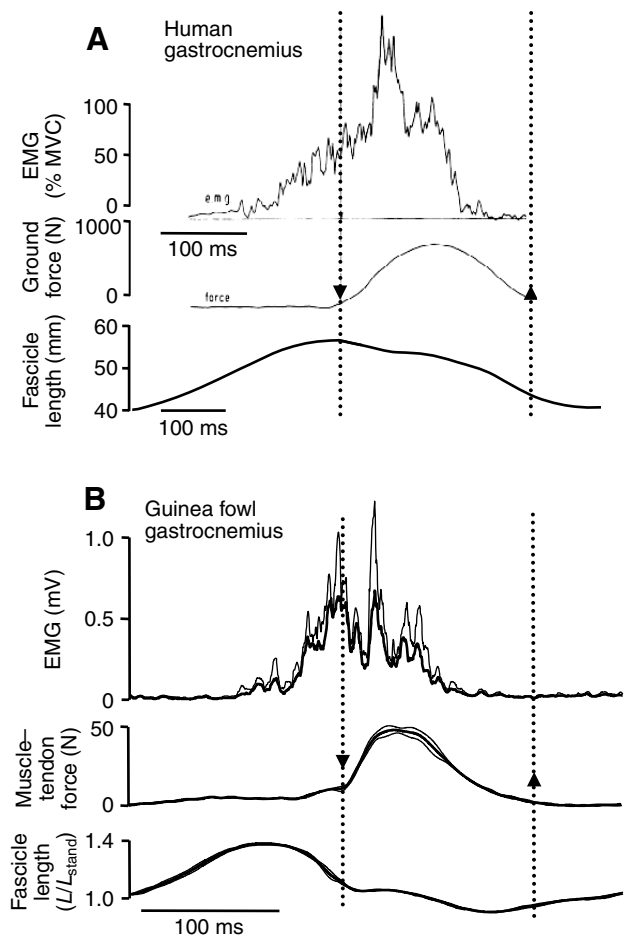 A
Human
gastrocnemius
EMG
(% MVC)
100
50
0
emg
100 ms
Ground
force (N)
1000
0
force
Fascicle
length (mm)
60
50
40
100 ms
B
Guinea fowl
gastrocnemius
EMG (mV)
1.0
0.5
0
Muscle–
tendon
force (N)
50
0
Fascicle
length
(L/Lstand)
1.4
1.0
100 ms